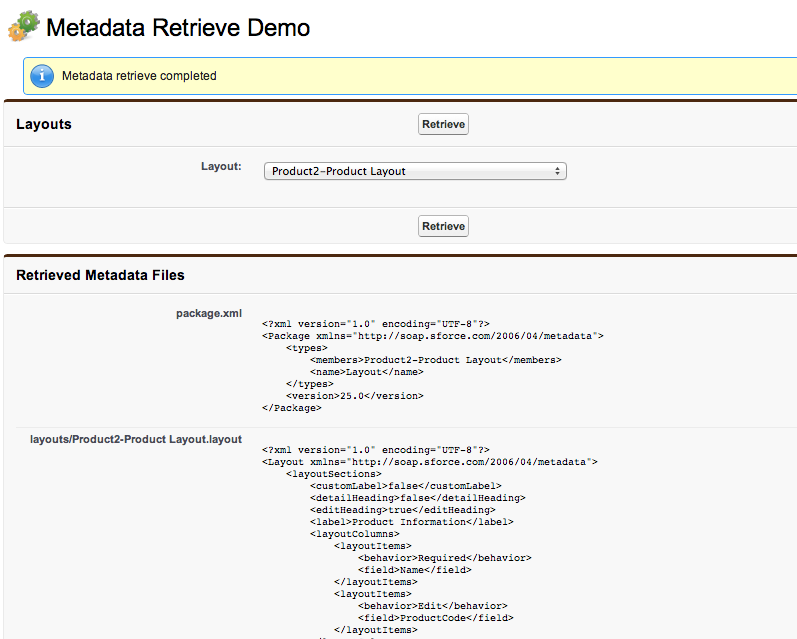 Metadata Retrieve Demo
Metadata retrieve completed
Layouts
Retrieve
Layout:
Product2-Product Layout
Retrieve
Retrieved Metadata Files
package.xml
<?xml version="1.0" encoding="UTF-8"?>
<Package xmlns="http://soap.sforce.com/2006/04/metadata">
    <types>
        <members>Product2-Product Layout</members>
        <name>Layout</name>
    </types>
    <version>25.0</version>
</Package>
layouts/Product2-Product Layout.layout
<?xml version="1.0" encoding="UTF-8"?>
<Layout xmlns="http://soap.sforce.com/2006/04/metadata">
    <layoutSections>
        <customLabel>false</customLabel>
        <detailHeading>false</detailHeading>
        <editHeading>true</editHeading>
        <label>Product Information</label>
        <layoutColumns>
            <layoutItems>
                <behavior>Required</behavior>
                <field>Name</field>
            </layoutItems>
            <layoutItems>
                <behavior>Edit</behavior>
                <field>ProductCode</field>
            </layoutItems>